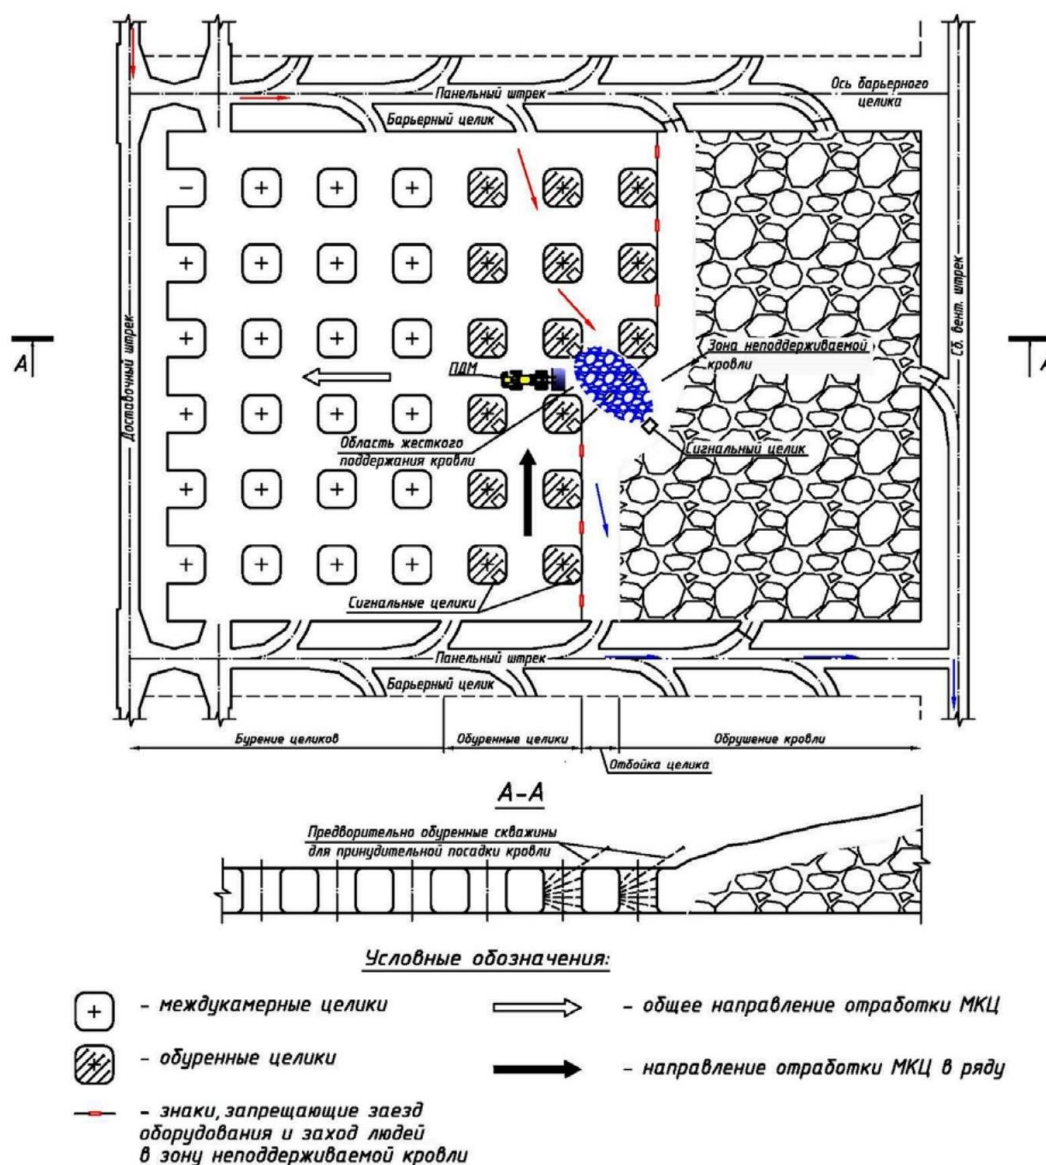 Панельный штрек
Ось барьерного
целика
Барьерный целик
Доставочный штрек
Сб. вент. штрек
Зона неподдерживаемой
кровли
А
А
ПДМ
Область жесткого
поддержания кровли
Сигнальный целик
Сигнальные целики
Панельный штрек
Барьерный целик
Бурение целиков
Обуренные целики
Обрушение кровли
Отбойка целика
А-А
Предворительно обуренные скважины
для принудительной посадки кровли
Условные обозначения:
- междукамерные целики
- общее направление отработки МКЦ
- обуренные целики
- направление отработки МКЦ в ряду
- знаки, запрещающие заезд
оборудования и заход людей
в зону неподдерживаемой кровли